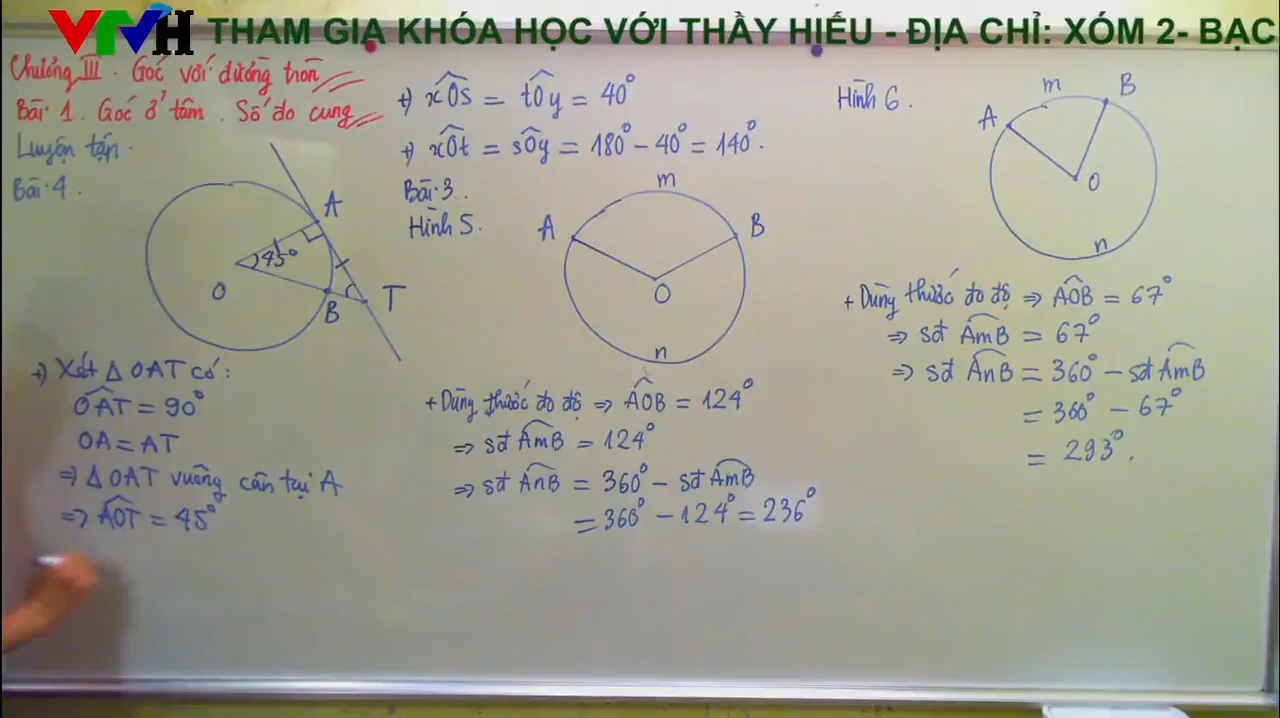 VTVH THAM GIA KHÓA HỌC VỚI THẦY HIẾU - ĐỊA CHỈ: XÓM 2- BẠC
Chương III. Góc với đường tròn
Bài 1. Góc ở tâm. Số đo cung
Luyện tập.
Bài 4.
A
45°
O
B
T
+) Xét Δ OAT có:
OAT = 90°
OA = AT
=> Δ OAT vuông cân tại A
=> AOT = 45°
+) xOs = tOy = 40°
+) xOt = sOy = 180° - 40° = 140°.
Bài 3.
Hình 5.
m
A
B
O
n
+ Dùng thước đo độ => AOB = 124°
=> sđ AmB = 124°
=> sđ AnB = 360° - sđ AmB
= 360° - 124° = 236°
Hình 6.
m
B
A
O
n
+ Dùng thước đo độ => AOB = 67°
=> sđ AmB = 67°
=> sđ AnB = 360° - sđ AmB
= 360° - 67°
= 293°.